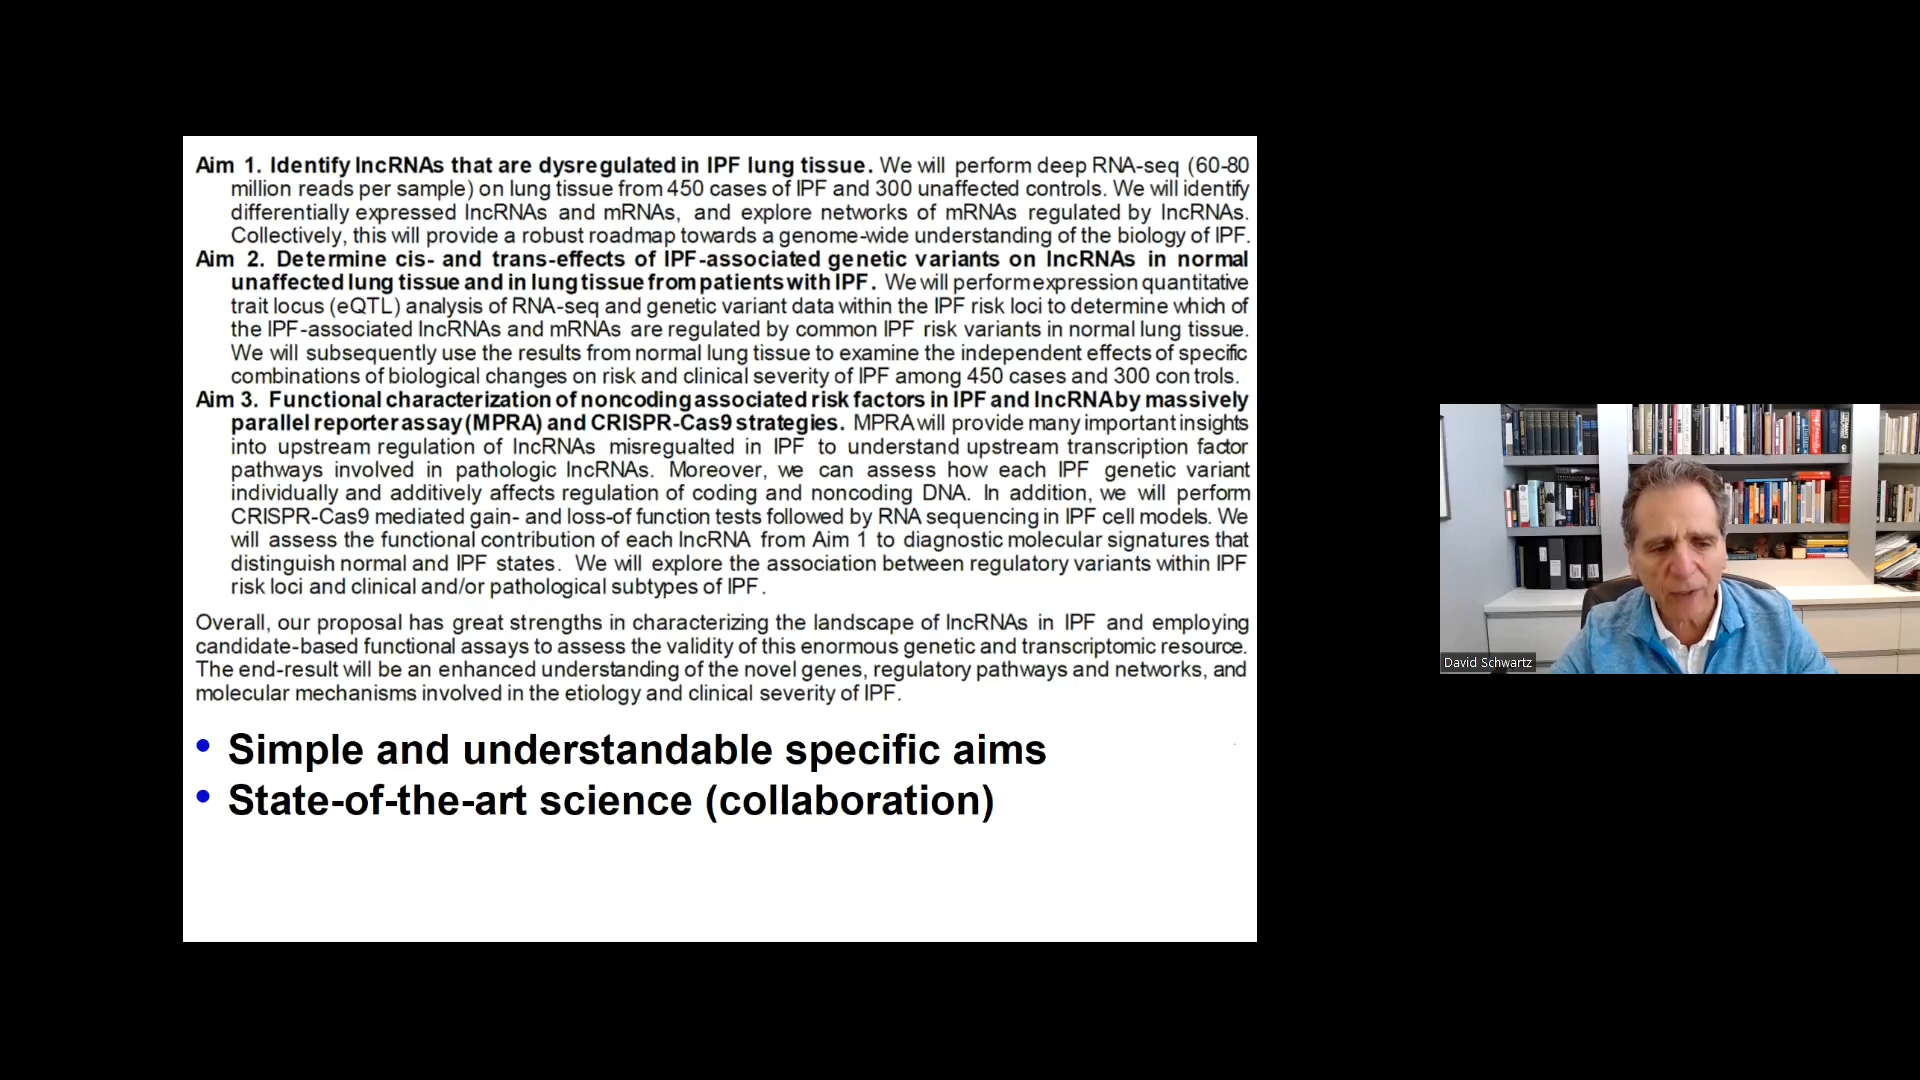 Aim 1. Identify lncRNAs that are dysregulated in IPF lung tissue. We will perform deep RNA-seq (60-80
million reads per sample) on lung tissue from 450 cases of IPF and 300 unaffected controls. We will identify
differentially expressed lncRNAs and mRNAs, and explore networks of mRNAs regulated by lncRNAs.
Collectively, this will provide a robust roadmap towards a genome-wide understanding of the biology of IPF.
Aim 2. Determine cis- and trans-effects of IPF-associated genetic variants on lncRNAs in normal
unaffected lung tissue and in lung tissue from patients with IPF. We will perform expression quantitative
trait locus (eQTL) analysis of RNA-seq and genetic variant data within the IPF risk loci to determine which of
the IPF-associated lncRNAs and mRNAs are regulated by common IPF risk variants in normal lung tissue.
We will subsequently use the results from normal lung tissue to examine the independent effects of specific
combinations of biological changes on risk and clinical severity of IPF among 450 cases and 300 controls.
Aim 3. Functional characterization of noncoding associated risk factors in IPF and lncRNA by massively
parallel reporter assay (MPRA) and CRISPR-Cas9 strategies. MPRA will provide many important insights
into upstream regulation of lncRNAs misregualted in IPF to understand upstream transcription factor
pathways involved in pathologic lncRNAs. Moreover, we can assess how each IPF genetic variant
individually and additively affects regulation of coding and noncoding DNA. In addition, we will perform
CRISPR-Cas9 mediated gain- and loss-of function tests followed by RNA sequencing in IPF cell models. We
will assess the functional contribution of each lncRNA from Aim 1 to diagnostic molecular signatures that
distinguish normal and IPF states. We will explore the association between regulatory variants within IPF
risk loci and clinical and/or pathological subtypes of IPF.
Overall, our proposal has great strengths in characterizing the landscape of lncRNAs in IPF and employing
candidate-based functional assays to assess the validity of this enormous genetic and transcriptomic resource.
The end-result will be an enhanced understanding of the novel genes, regulatory pathways and networks, and
molecular mechanisms involved in the etiology and clinical severity of IPF.
• Simple and understandable specific aims
• State-of-the-art science (collaboration)
David Schwartz